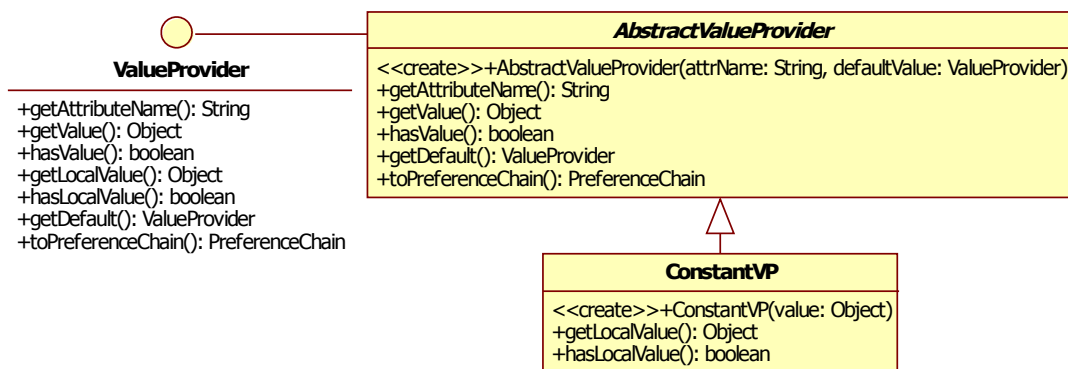 AbstractValueProvider
<<create>>+AbstractValueProvider(attrName: String, defaultValue: ValueProvider)
+getAttributeName(): String
+getValue(): Object
+hasValue(): boolean
+getDefault(): ValueProvider
+toPreferenceChain(): PreferenceChain
ValueProvider
+getAttributeName(): String
+getValue(): Object
+hasValue(): boolean
+getLocalValue(): Object
+hasLocalValue(): boolean
+getDefault(): ValueProvider
+toPreferenceChain(): PreferenceChain
ConstantVP
<<create>>+ConstantVP(value: Object)
+getLocalValue(): Object
+hasLocalValue(): boolean